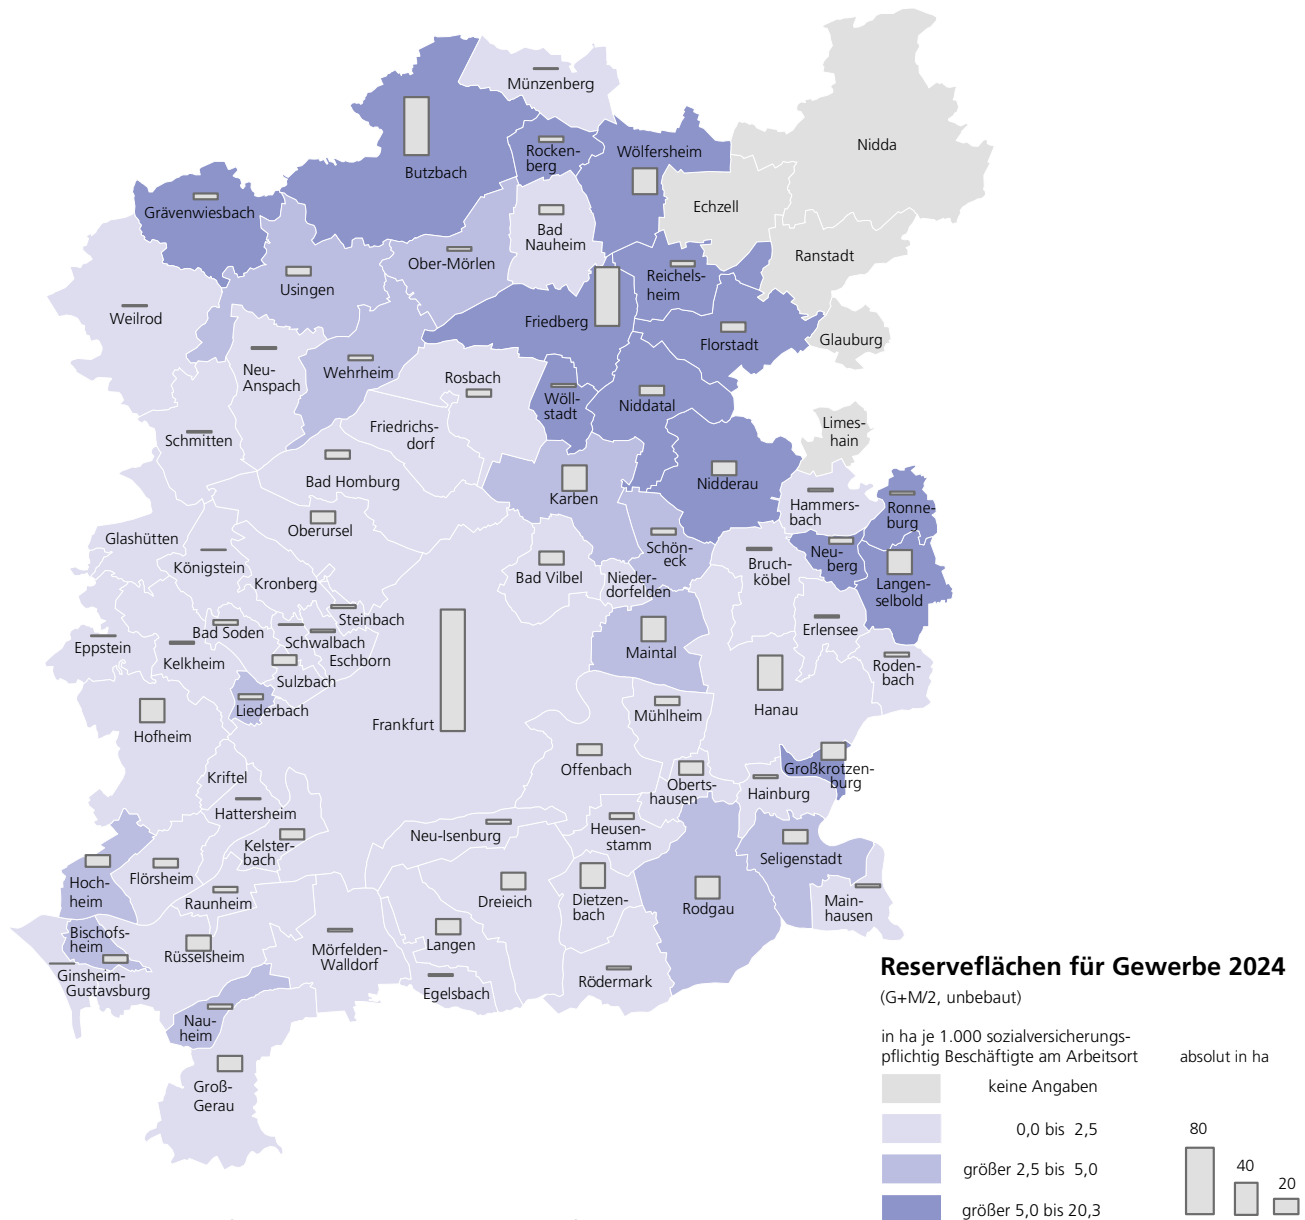 Münzenberg
Nidda
Butzbach
Rocken-
berg
Wölfersheim
Echzell
Grävenwiesbach
Bad
Nauheim
Ober-Mörlen
Usingen
Reichels-
heim
Ranstadt
Weilrod
Friedberg
Florstadt
Glauburg
Neu-
Anspach
Wehrheim
Rosbach
Wöll-
stadt
Niddatal
Friedrichs-
dorf
Limes-
hain
Schmitten
Bad Homburg
Karben
Nidderau
Hammers-
bach
Ronne-
burg
Oberursel
Glashütten
Königstein
Kronberg
Bad Vilbel
Schön-
eck
Nieder-
dorfelden
Bruch-
köbel
Neu-
berg
Langen-
selbold
Steinbach
Bad Soden
Schwalbach
Eschborn
Eppstein
Kelkheim
Sulzbach
Maintal
Erlensee
Roden-
bach
Liederbach
Frankfurt
Mühlheim
Hanau
Hofheim
Offenbach
Oberts-
hausen
Großkrotzen-
burg
Hainburg
Kriftel
Hattersheim
Kelster-
bach
Neu-Isenburg
Heusen-
stamm
Seligenstadt
Hoch-
heim
Flörsheim
Raunheim
Dreieich
Dietzen-
bach
Rodgau
Main-
hausen
Bischofs-
heim
Rüsselsheim
Mörfelden-
Walldorf
Langen
Ginsheim-
Gustavsburg
Egelsbach
Rödermark
Nau-
heim
Groß-
Gerau
Reserveflächen für Gewerbe 2024
(G+M/2, unbebaut)
in ha je 1.000 sozialversicherungs-
pflichtig Beschäftigte am Arbeitsort
absolut in ha
keine Angaben
0,0 bis 2,5
größer 2,5 bis 5,0
größer 5,0 bis 20,3
80
40
20